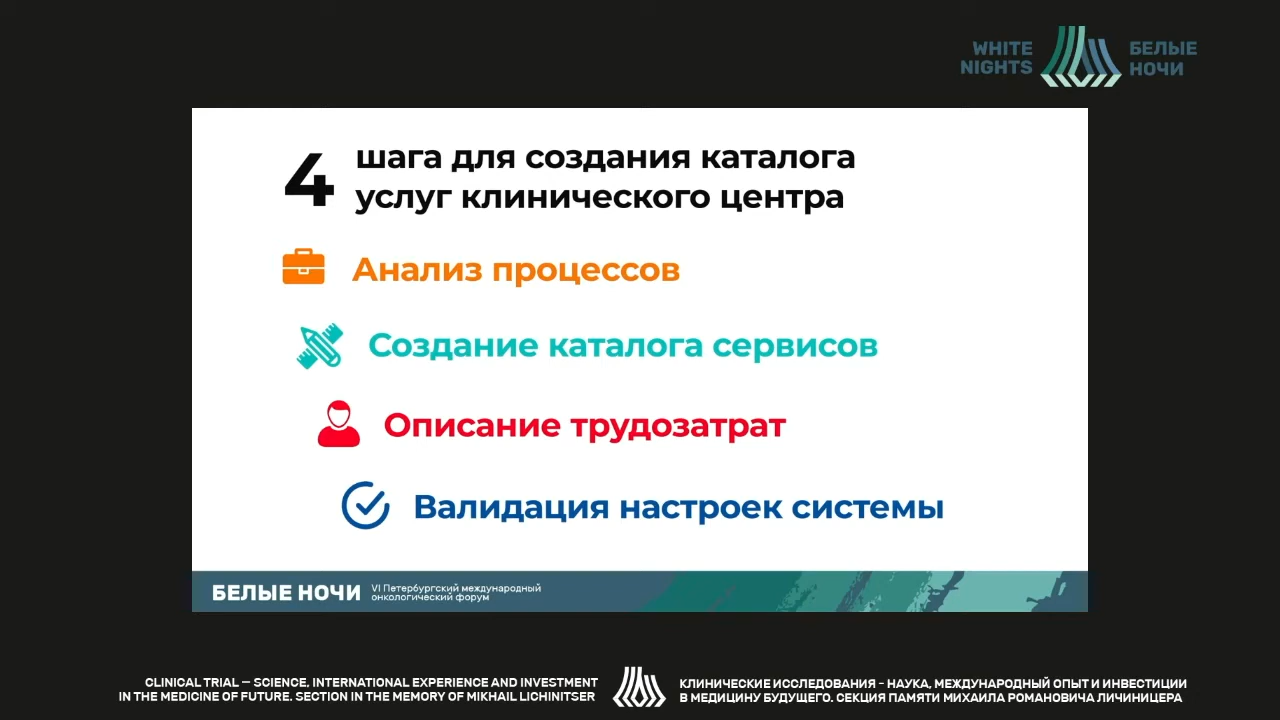 WHITE
NIGHTS
БЕЛЫЕ
НОЧИ
4
шага для создания каталога
услуг клинического центра
Анализ процессов
Создание каталога сервисов
Описание трудозатрат
Валидация настроек системы
БЕЛЫЕ НОЧИ
VI Петербургский международный
онкологический форум
CLINICAL TRIAL – SCIENCE, INTERNATIONAL EXPERIENCE AND INVESTMENT
IN THE MEDICINE OF FUTURE. SECTION IN THE MEMORY OF MIKHAIL LICHINITSER
КЛИНИЧЕСКИЕ ИССЛЕДОВАНИЯ - НАУКА, МЕЖДУНАРОДНЫЙ ОПЫТ И ИНВЕСТИЦИИ
В МЕДИЦИНУ БУДУЩЕГО. СЕКЦИЯ ПАМЯТИ МИХАИЛА РОМАНОВИЧА ЛИЧИНИЦЕРА